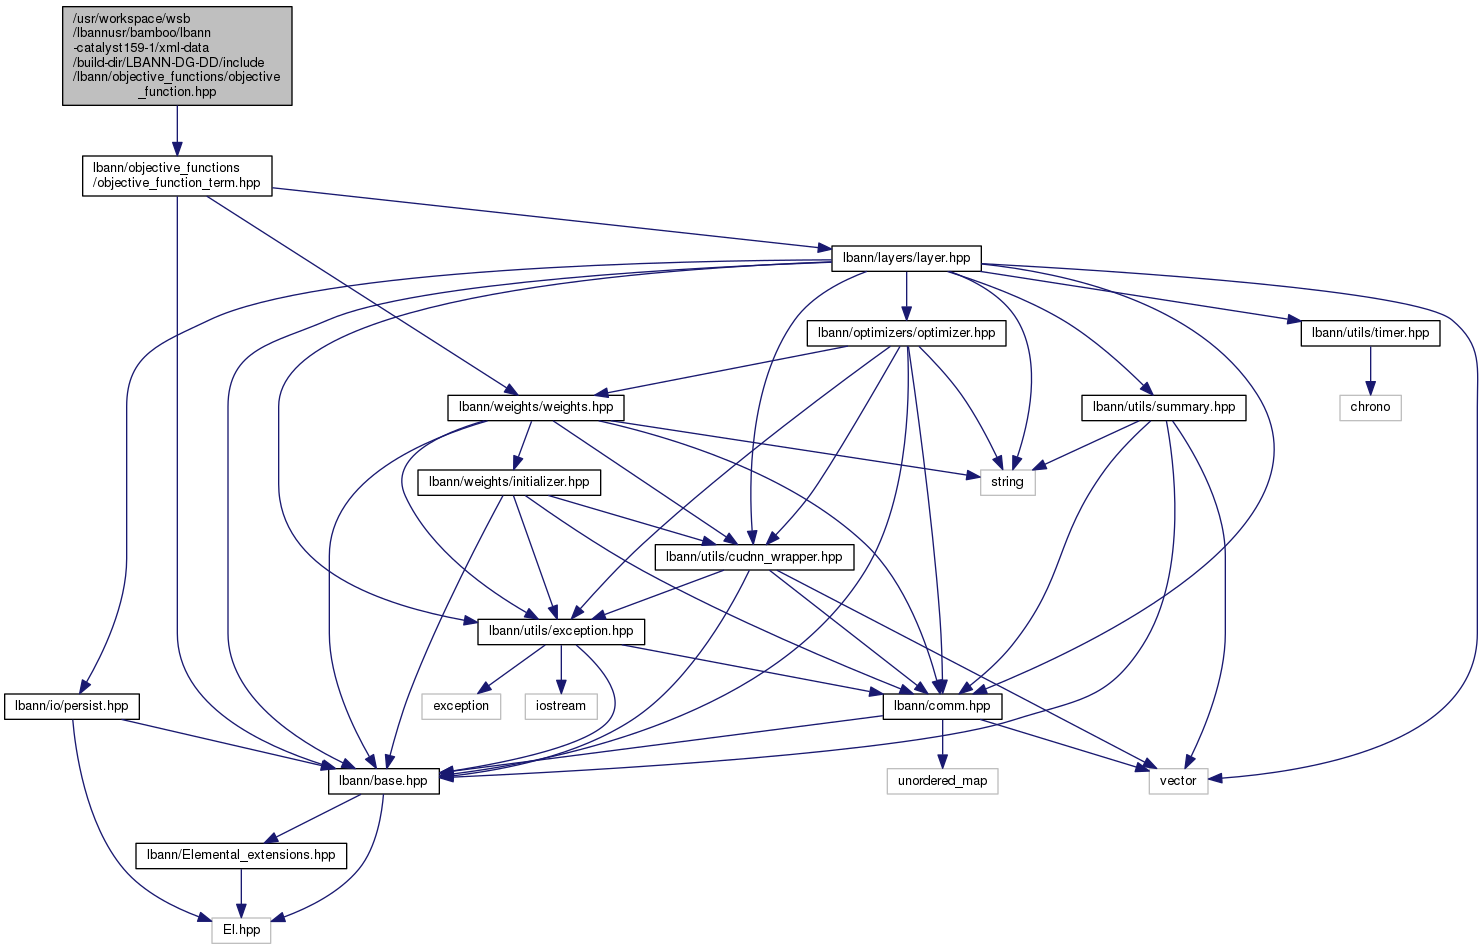 /usr/workspace/wsb
/lbannusr/bamboo/lbann
-catalyst159-1/xml-data
/build-dir/LBANN-DG-DD/include
/lbann/objective_functions/objective
_function.hpp
lbann/objective_functions
/objective_function_term.hpp
lbann/layers/layer.hpp
lbann/optimizers/optimizer.hpp
lbann/utils/timer.hpp
lbann/weights/weights.hpp
lbann/utils/summary.hpp
chrono
lbann/weights/initializer.hpp
string
lbann/utils/cudnn_wrapper.hpp
lbann/utils/exception.hpp
lbann/io/persist.hpp
exception
iostream
lbann/comm.hpp
lbann/base.hpp
unordered_map
vector
lbann/Elemental_extensions.hpp
El.hpp